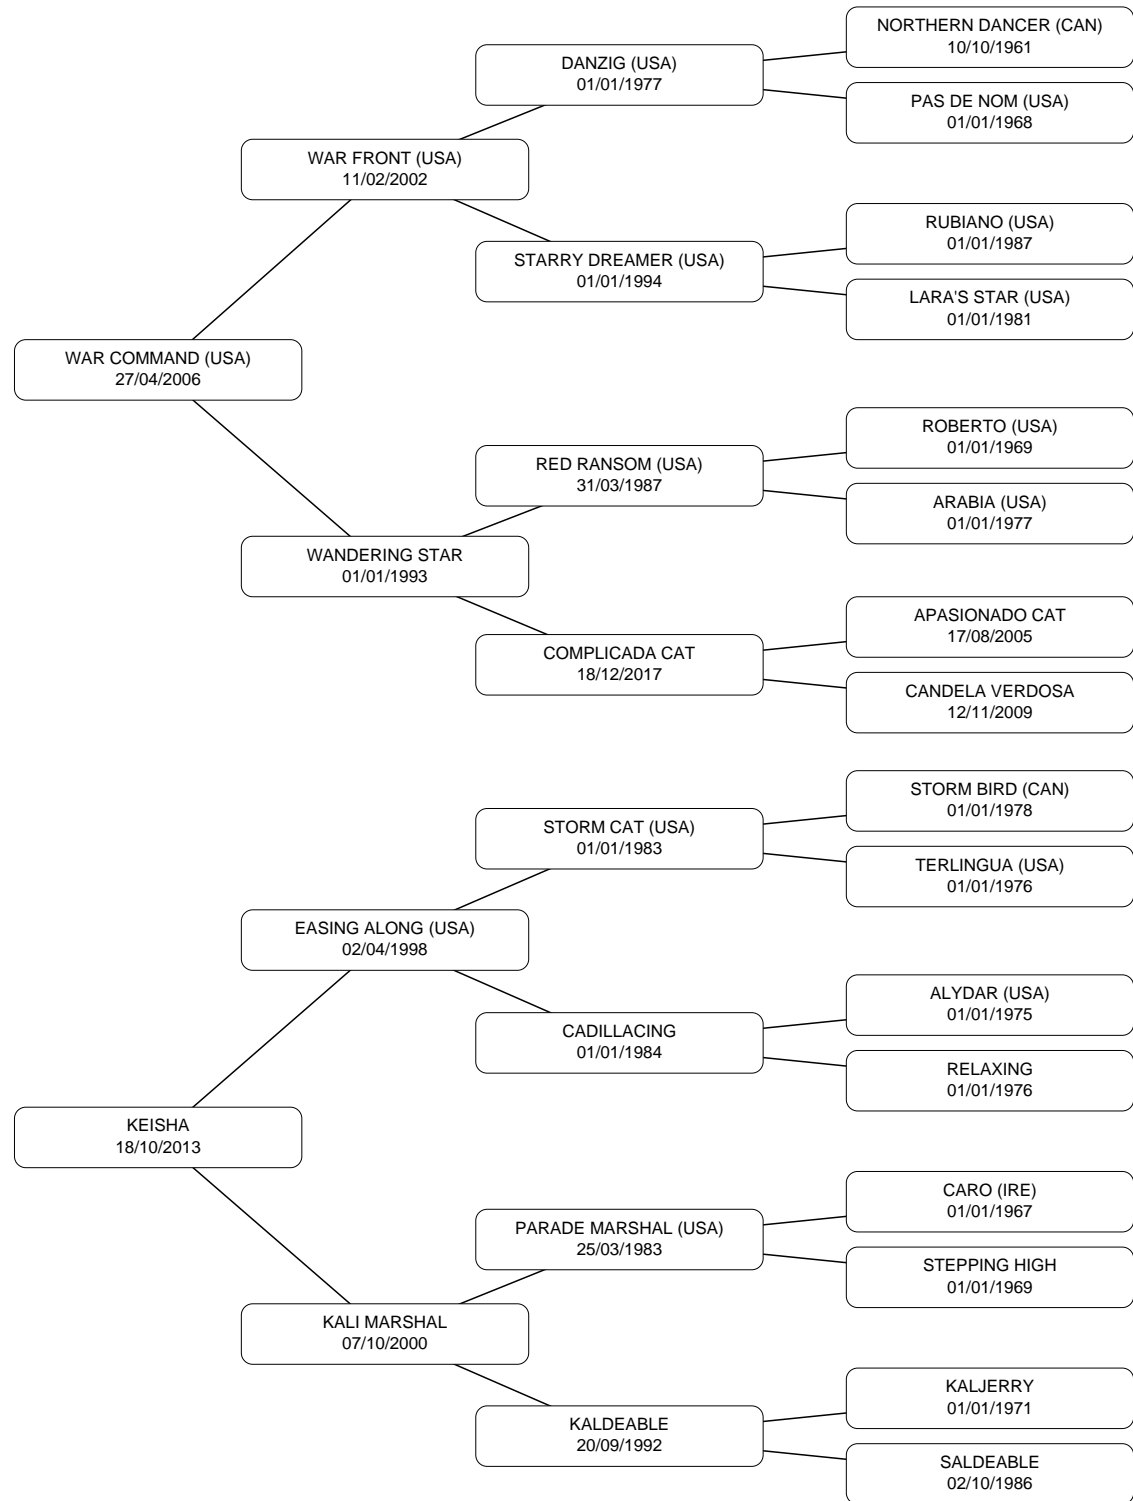 NORTHERN DANCER (CAN)
10/10/1961
DANZIG (USA)
01/01/1977
PAS DE NOM (USA)
01/01/1968
WAR FRONT (USA)
11/02/2002
RUBIANO (USA)
01/01/1987
STARRY DREAMER (USA)
01/01/1994
LARA'S STAR (USA)
01/01/1981
WAR COMMAND (USA)
27/04/2006
ROBERTO (USA)
01/01/1969
RED RANSOM (USA)
31/03/1987
ARABIA (USA)
01/01/1977
WANDERING STAR
01/01/1993
APASIONADO CAT
17/08/2005
COMPLICADA CAT
18/12/2017
CANDELA VERDOSA
12/11/2009
STORM BIRD (CAN)
01/01/1978
STORM CAT (USA)
01/01/1983
TERLINGUA (USA)
01/01/1976
EASING ALONG (USA)
02/04/1998
ALYDAR (USA)
01/01/1975
CADILLACING
01/01/1984
RELAXING
01/01/1976
KEISHA
18/10/2013
CARO (IRE)
01/01/1967
PARADE MARSHAL (USA)
25/03/1983
STEPPING HIGH
01/01/1969
KALI MARSHAL
07/10/2000
KALJERRY
01/01/1971
KALDEABLE
20/09/1992
SALDEABLE
02/10/1986